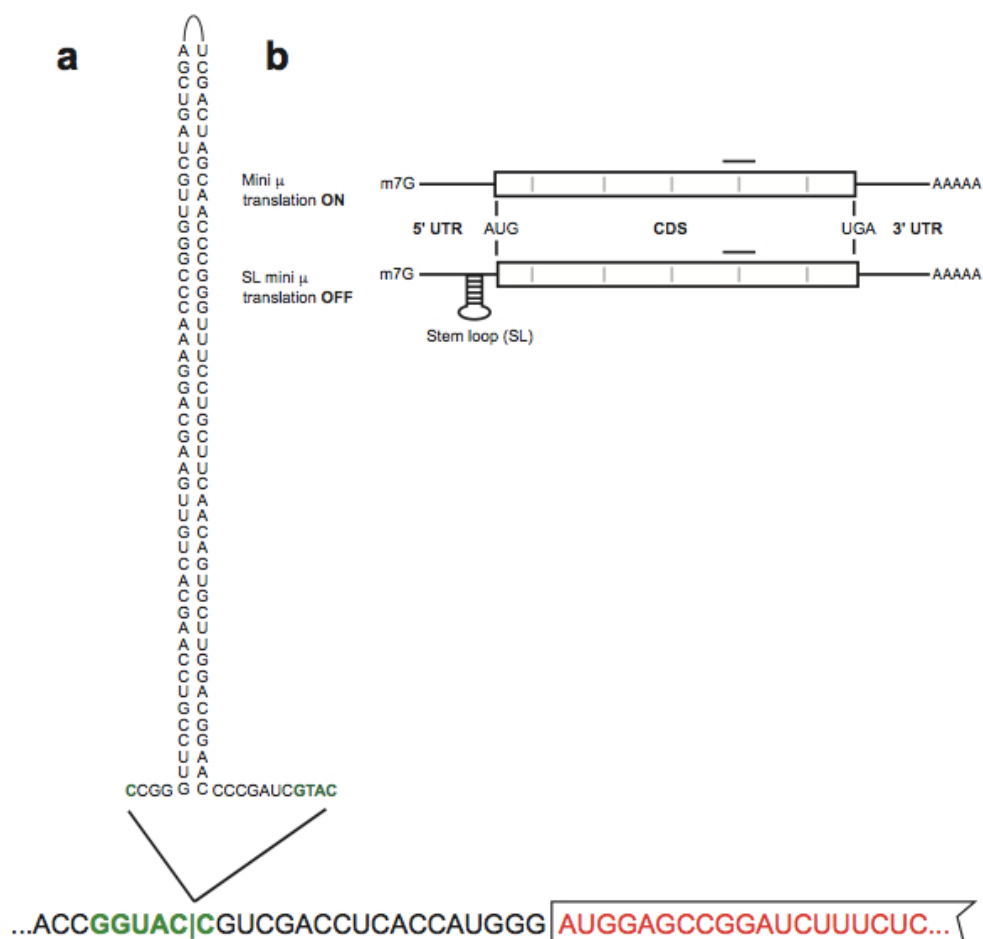 a
b
A U
G C
C G
U A
G C
A U
U A
C G
G C
U A
U A
G C
G C
G C
C G
C G
C G
A U
A U
A U
G C
G C
A U
C G
G C
A U
A U
G C
U A
U A
G C
U A
C G
A U
C G
G C
A U
A U
C G
C G
U A
G C
C G
C G
U A
U A
CCGG G C CCCGAUCGTAC
Mini μ
translation ON
m7G
AAAAA
5' UTR AUG CDS UGA 3' UTR
SL mini μ
translation OFF
m7G
AAAAA
Stem loop (SL)
...ACCGGUAC|CGUCGACCUCACCAUGGG AUGGAGCCGGAUCUUUCUC...